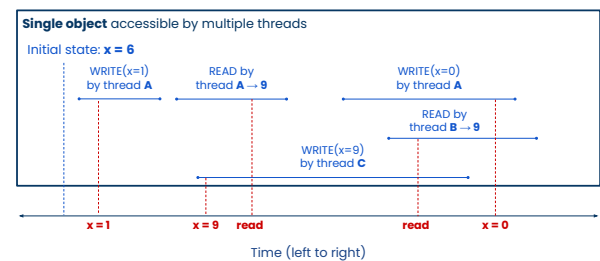 Single object accessible by multiple threads
Initial state: x = 6
WRITE(x=1)
by thread A
READ by
thread A → 9
WRITE(x=0)
by thread A
READ by
thread B → 9
WRITE(x=9)
by thread C
x = 1
x = 9
read
read
x = 0
Time (left to right)